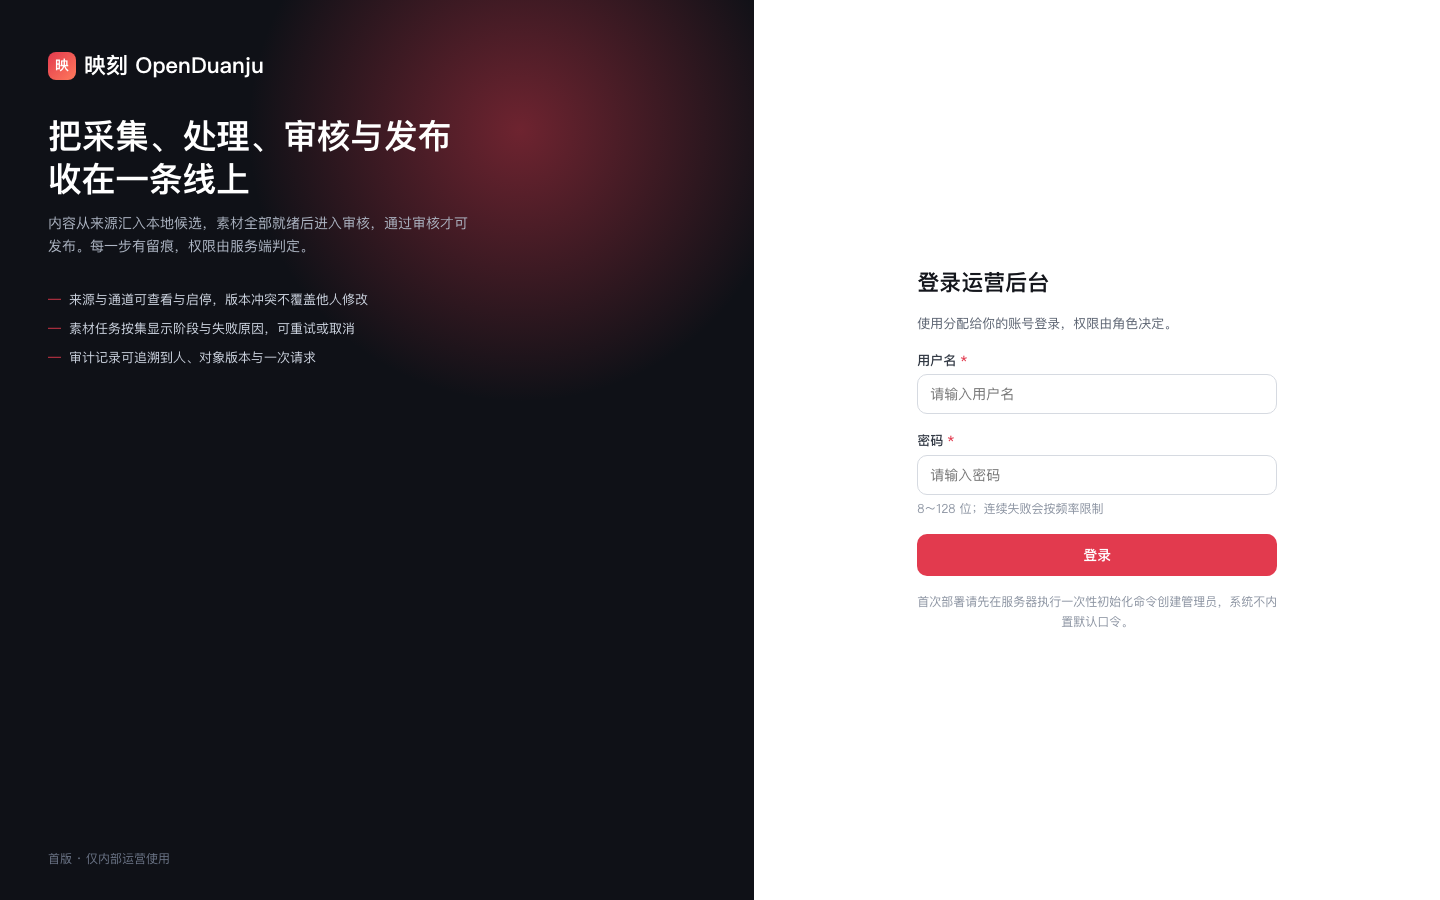 映 映刻 OpenDuanju
把采集、处理、审核与发布
收在一条线上
内容从来源汇入本地候选，素材全部就绪后进入审核，通过审核才可
发布。每一步有留痕，权限由服务端判定。
— 来源与通道可查看与启停，版本冲突不覆盖他人修改
— 素材任务按集显示阶段与失败原因，可重试或取消
— 审计记录可追溯到人、对象版本与一次请求
首版 · 仅内部运营使用
登录运营后台
使用分配给你的账号登录，权限由角色决定。
用户名 *
请输入用户名
密码 *
请输入密码
8～128 位；连续失败会按频率限制
登录
首次部署请先在服务器执行一次性初始化命令创建管理员，系统不内
置默认口令。